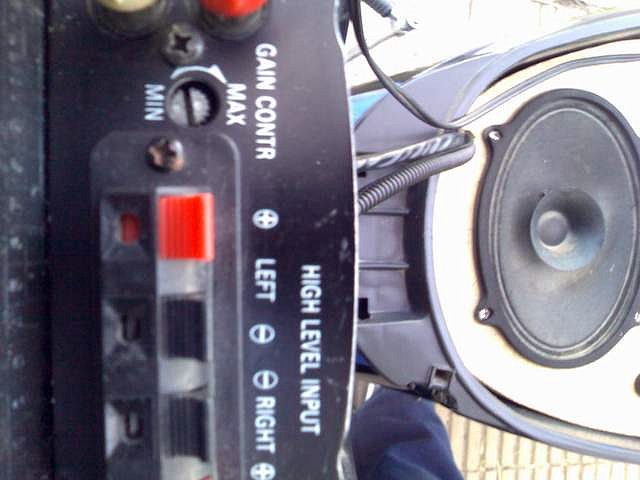 GAIN CONTR
MIN MAX
HIGH LEVEL INPUT
⊕ LEFT ⊖ ⊖ RIGHT ⊕